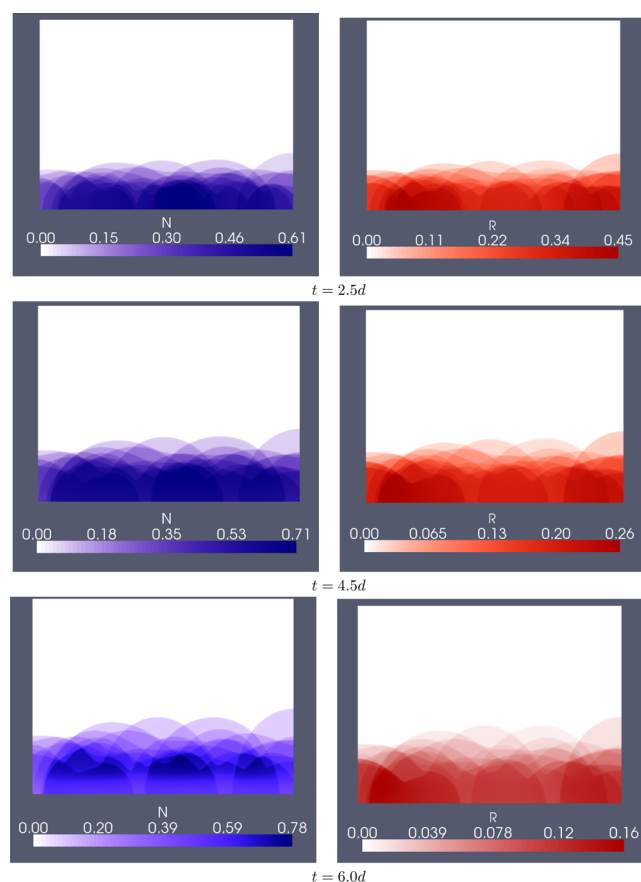 N
0.00 0.15 0.30 0.46 0.61
R
0.00 0.11 0.22 0.34 0.45
t = 2.5d
N
0.00 0.18 0.35 0.53 0.71
R
0.00 0.065 0.13 0.20 0.26
t = 4.5d
N
0.00 0.20 0.39 0.59 0.78
R
0.00 0.039 0.078 0.12 0.16
t = 6.0d